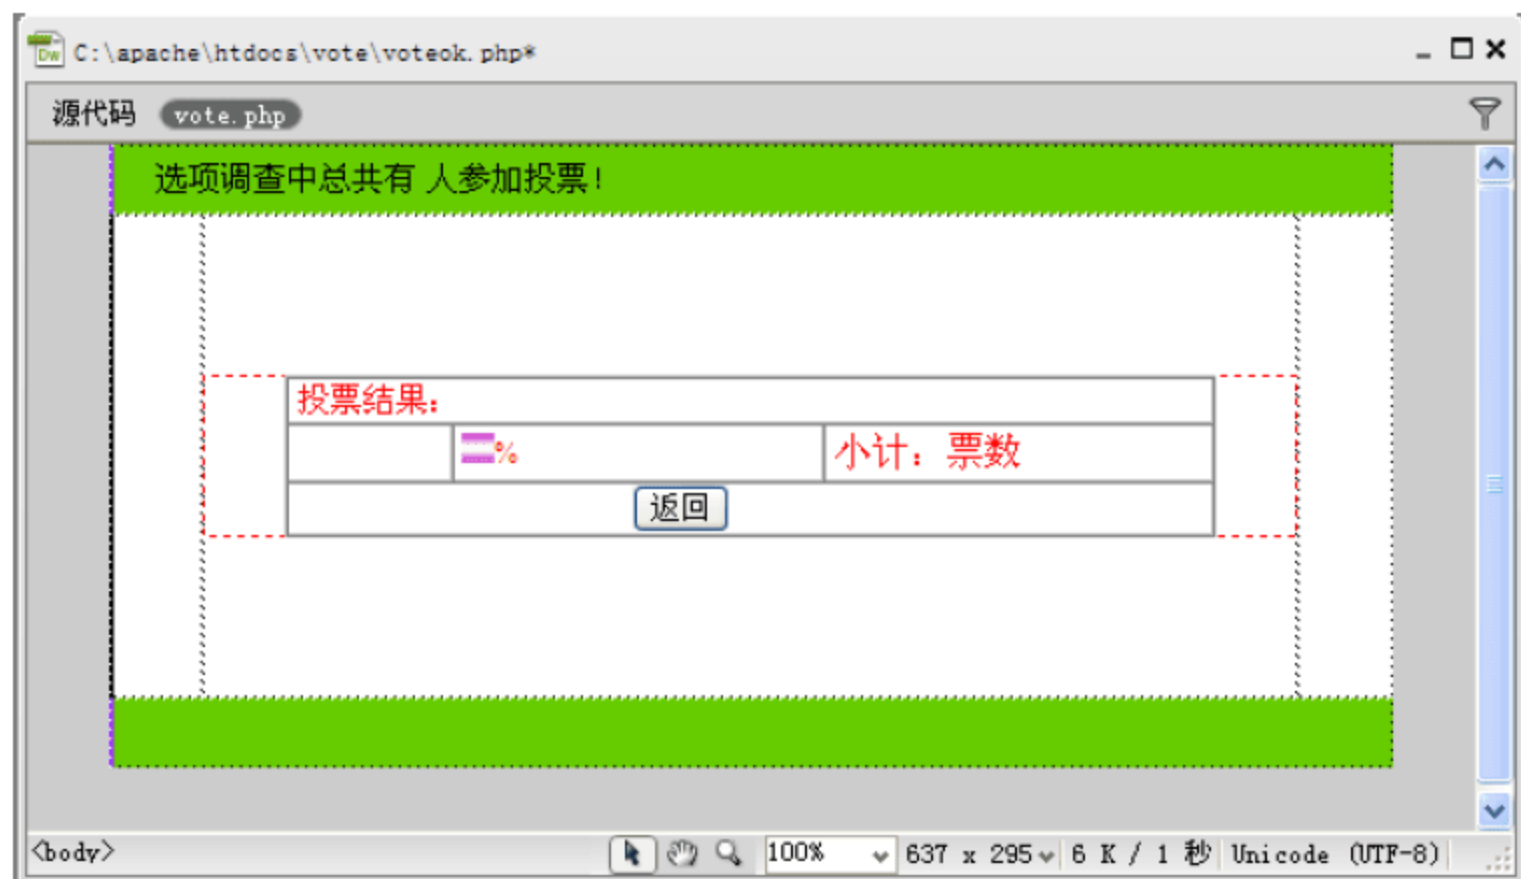 C:\apache\htdocs\vote\voteok.php*
源代码 vote.php
选项调查中总共有 人参加投票！
投票结果：
% 小计：票数
返回
<body> 100% 637 x 295 6 K / 1 秒 Unicode (UTF-8)